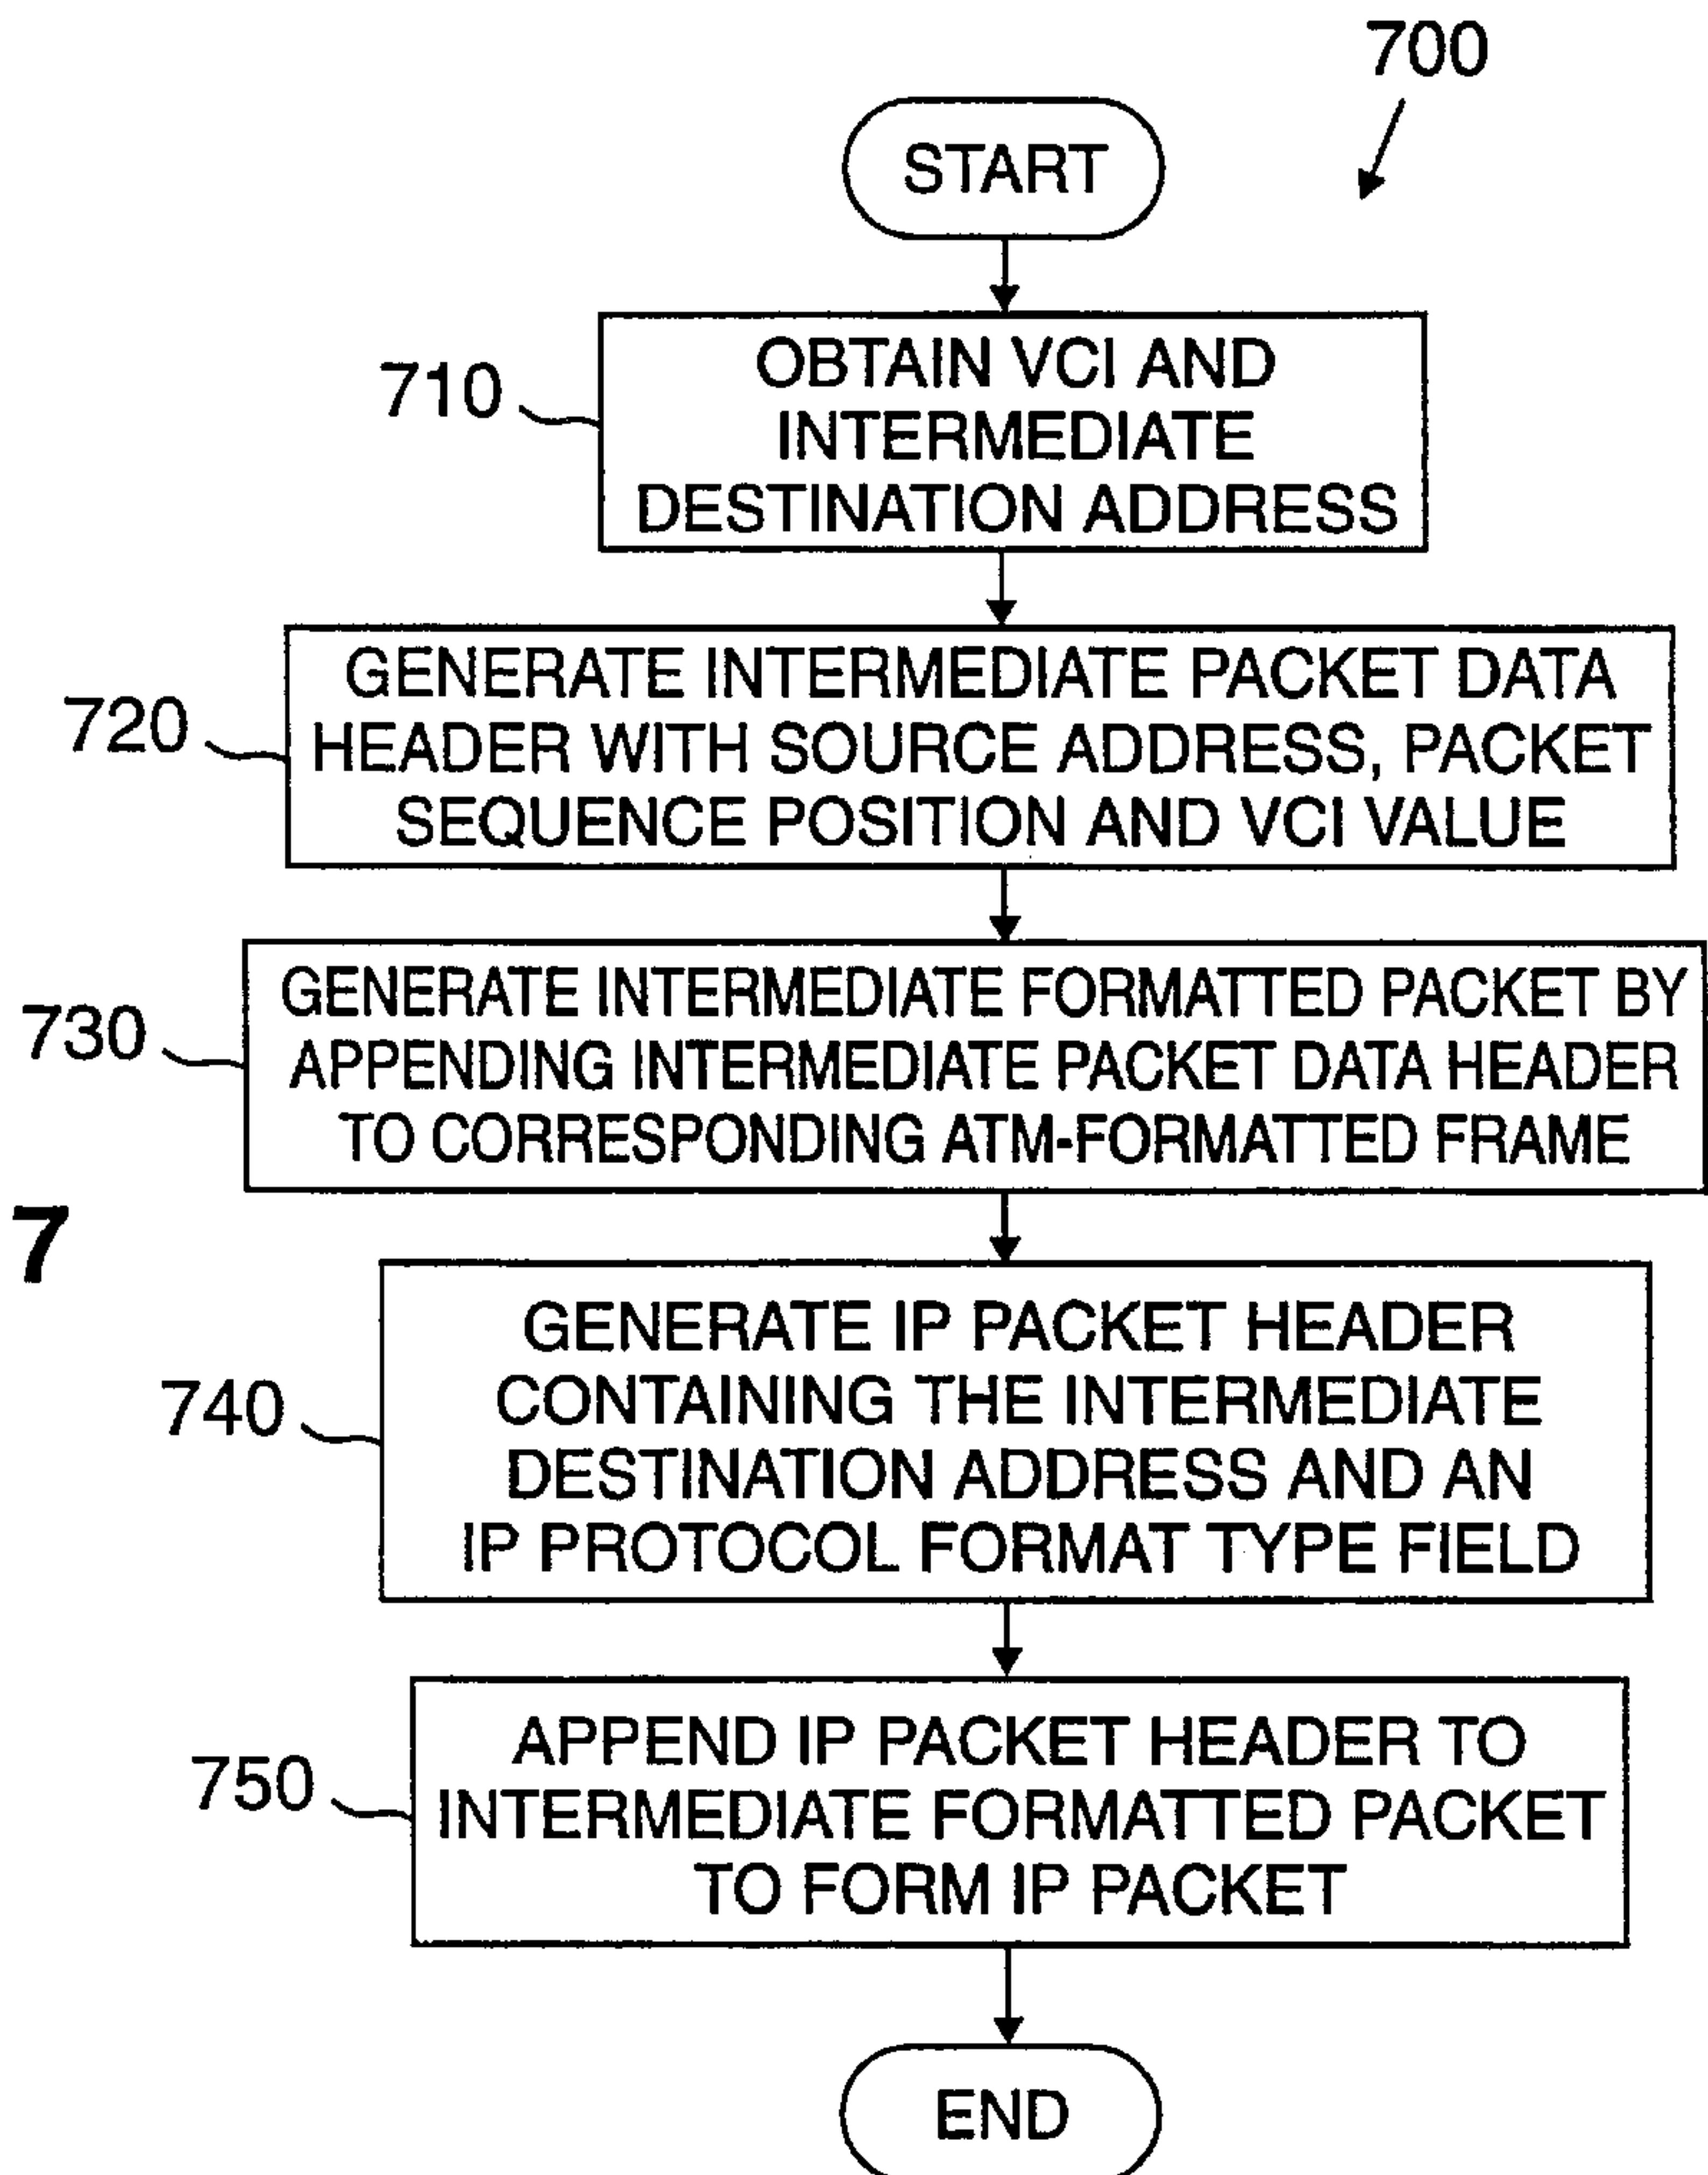 700
START
710
OBTAIN VCI AND
INTERMEDIATE
DESTINATION ADDRESS
720
GENERATE INTERMEDIATE PACKET DATA
HEADER WITH SOURCE ADDRESS, PACKET
SEQUENCE POSITION AND VCI VALUE
730
GENERATE INTERMEDIATE FORMATTED PACKET BY
APPENDING INTERMEDIATE PACKET DATA HEADER
TO CORRESPONDING ATM-FORMATTED FRAME
7
740
GENERATE IP PACKET HEADER
CONTAINING THE INTERMEDIATE
DESTINATION ADDRESS AND AN
IP PROTOCOL FORMAT TYPE FIELD
750
APPEND IP PACKET HEADER TO
INTERMEDIATE FORMATTED PACKET
TO FORM IP PACKET
END